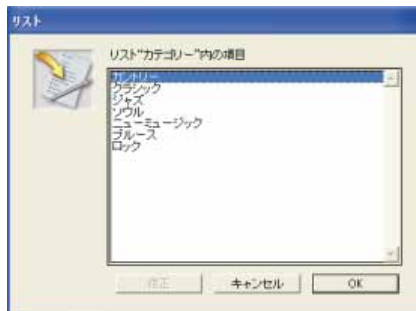 リスト
リスト"カテゴリー"内の項目
カントリー
クラシック
ジャズ
ソウル
ニューミュージック
ブルース
ロック
修正
キャンセル
OK